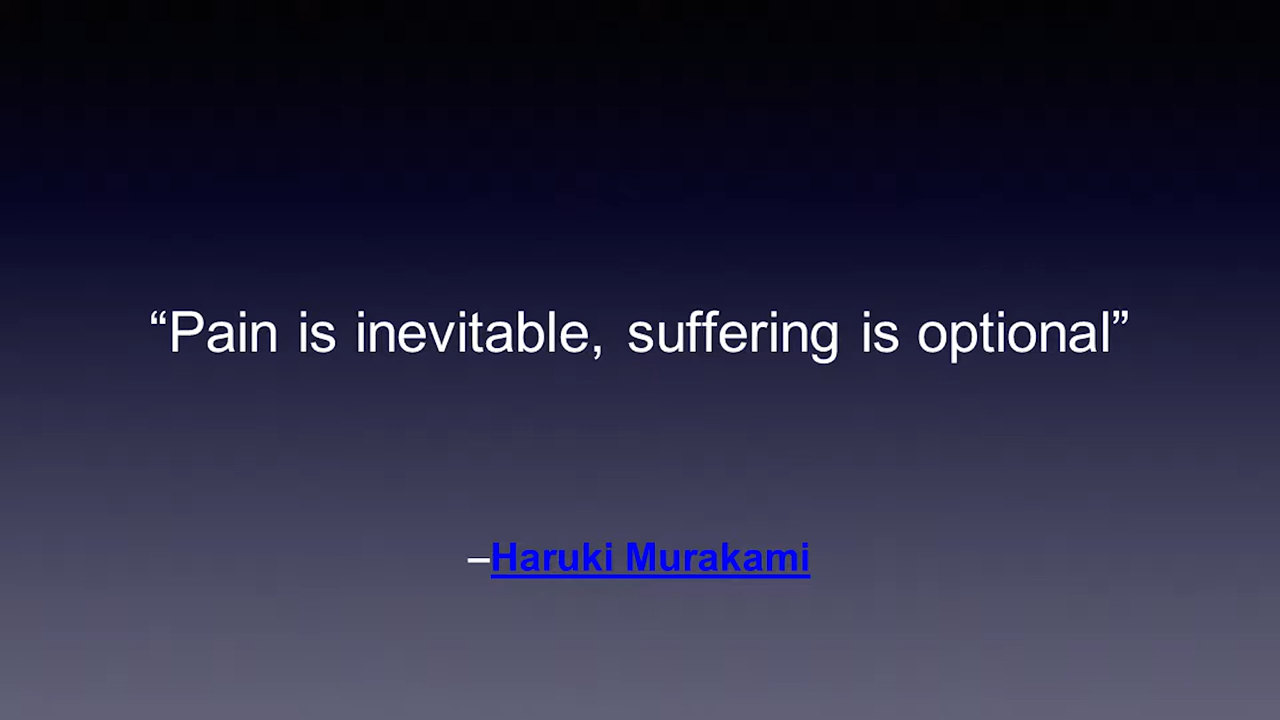 “Pain is inevitable, suffering is optional”
–Haruki Murakami